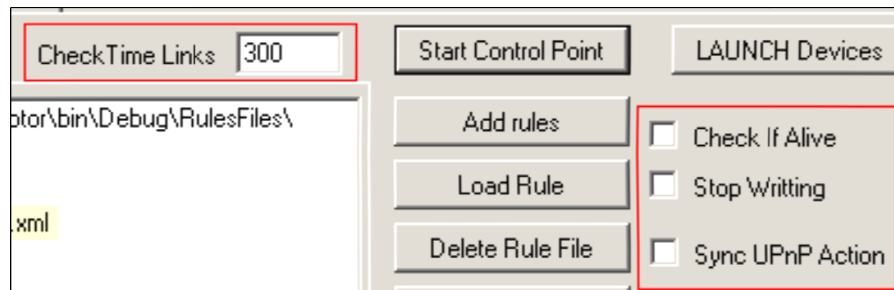 CheckTime Links 300 Start Control Point LAUNCH Devices
ptor\bin\Debug\RulesFiles\ Add rules
Check If Alive
Load Rule Stop Writting
.xml
Delete Rule File Sync UPnP Action